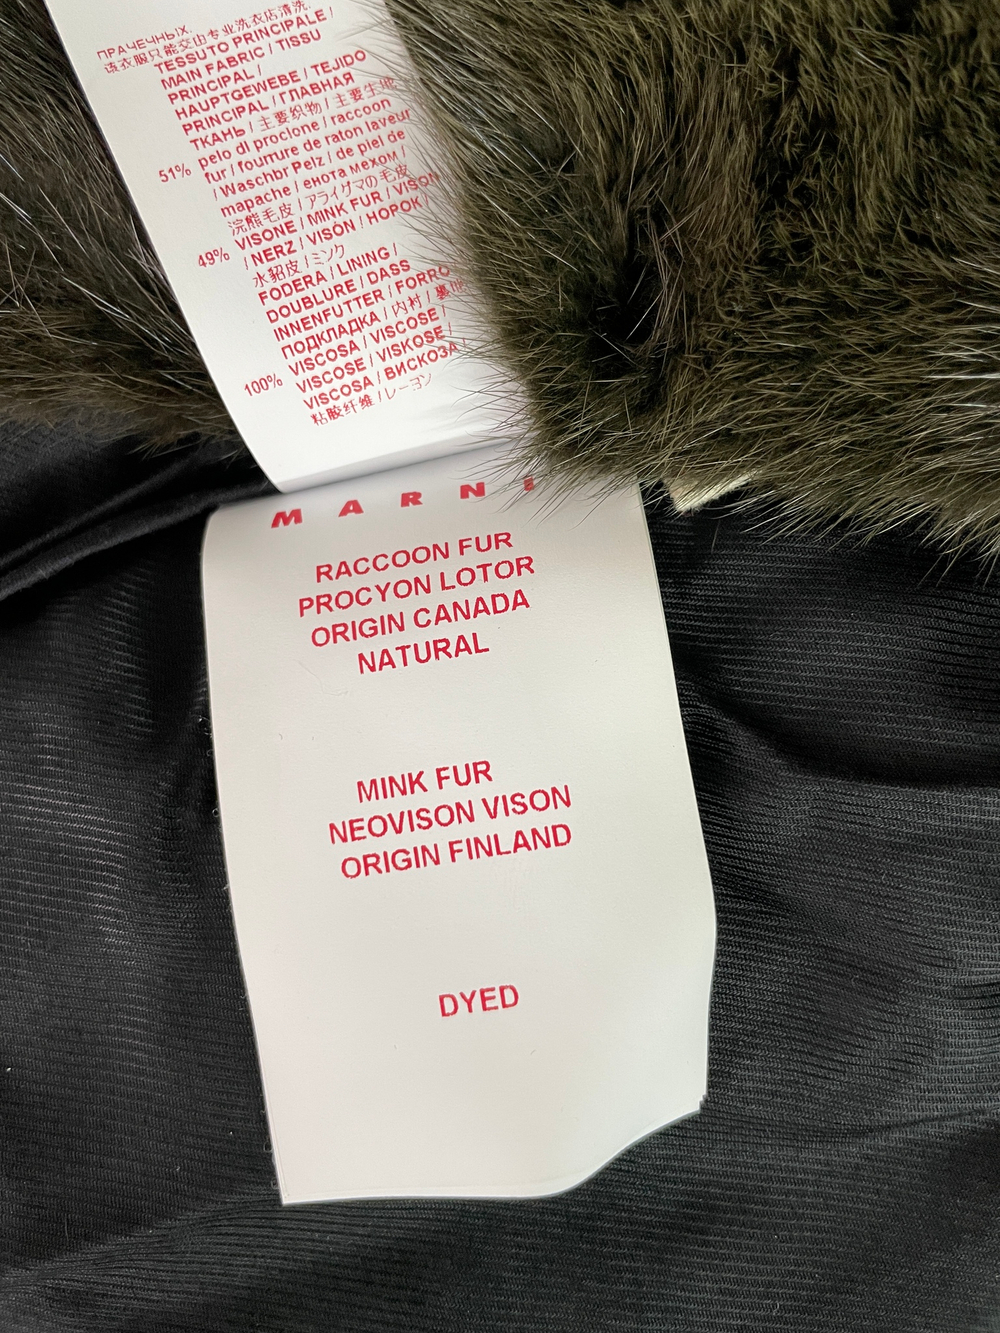 ПРАЧЕЧНЫХ.
该衣服只能交由专业洗衣店清洗.
TESSUTO PRINCIPALE /
MAIN FABRIC / TISSU
PRINCIPAL /
HAUPTGEWEBE / TEJIDO
PRINCIPAL / ГЛАВНАЯ
ТКАНЬ / 主要织物 / 主要生地
51% pelo di procione / raccoon
fur / fourrure de raton laveur
/ Waschbr Pelz / de piel de
mapache / енота мехом /
浣熊毛皮 / アライグマの毛皮
49% VISONE / MINK FUR / VISON
/ NERZ / VISÓN / НОРОК /
水貂皮 / ミンク
FODERA / LINING /
DOUBLURE / DASS
INNENFUTTER / FORRO
ПОДКЛАДКА / 内衬 / 裏地
100% VISCOSA / VISCOSE /
VISCOSE / VISKOSE /
VISCOSA / ВИСКОЗА /
粘胶纤维 / レーヨン
MARNI
RACCOON FUR
PROCYON LOTOR
ORIGIN CANADA
NATURAL
MINK FUR
NEOVISON VISON
ORIGIN FINLAND
DYED